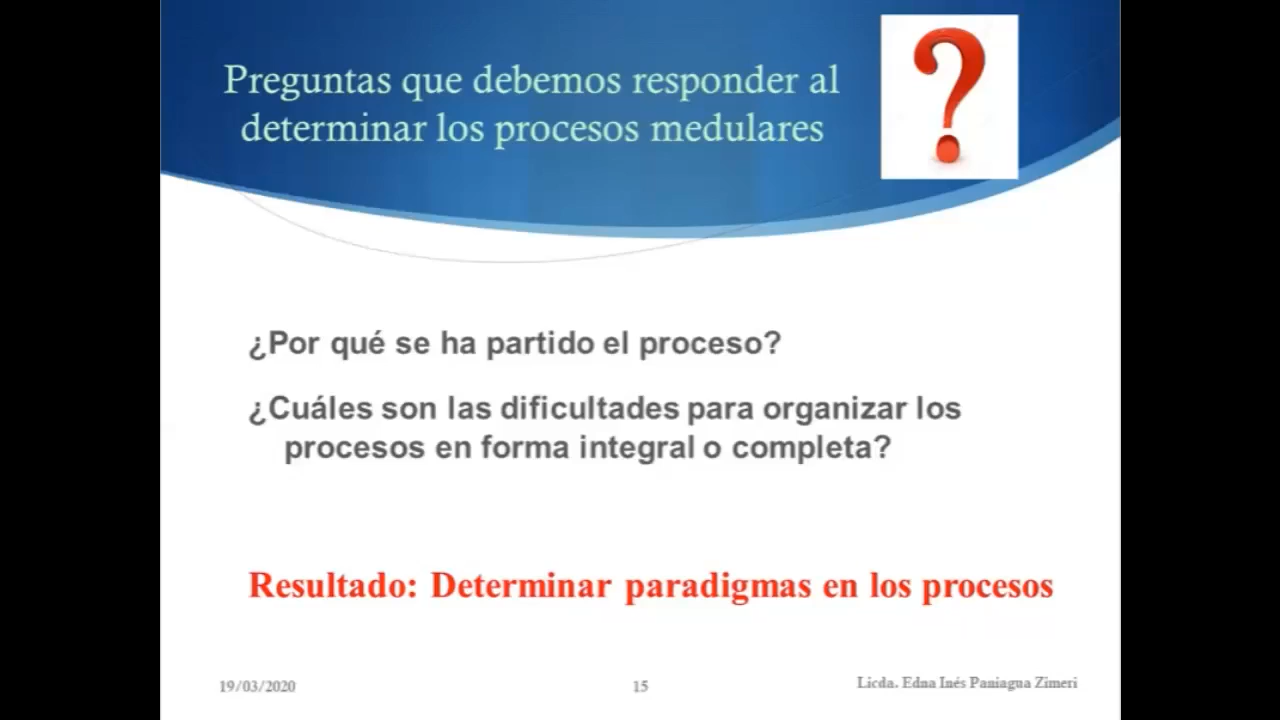 Preguntas que debemos responder al
determinar los procesos medulares
¿Por qué se ha partido el proceso?
¿Cuáles son las dificultades para organizar los
procesos en forma integral o completa?
Resultado: Determinar paradigmas en los procesos
19/03/2020
15
Licda. Edna Inés Paniagua Zimeri